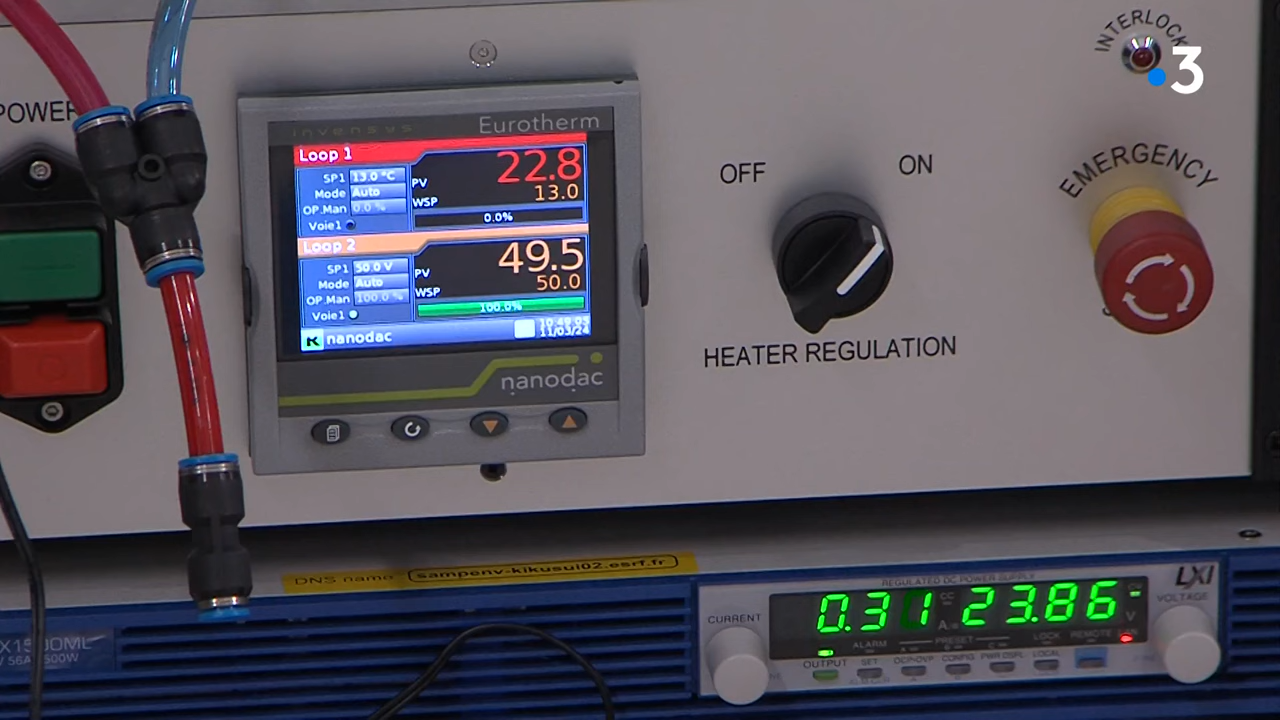 INTERLOCK
3
POWER
invensys
Eurotherm
EMERGENCY
OFF
ON
Loop 1
22.8
SP1 13.0 °C
PV
Mode Auto
WSP
13.0
OP.Man 0.0 %
0.0%
Voie1
Loop 2
49.5
SP1 50.0 V
PV
Mode Auto
WSP
50.0
OP.Man 100.0 %
100.0%
Voie1
nanodac
11/03/24
HEATER REGULATION
nanodac
DNS name sampenv-kikusui02.esrf.fr
REGULATED DC POWER SUPPLY
LXI
CURRENT
0.31
CC
A
23.86
V
VOLTAGE
ALARM
PRESET
LOCK
REMOTE
OUTPUT
SET
OCP•OVP
CONFIG
PWR DSPL
LOCAL